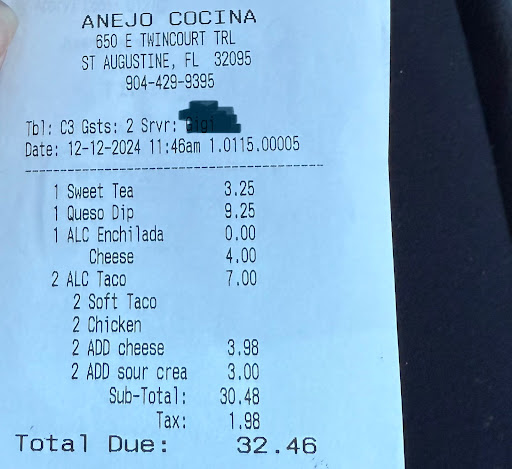 ANEJO COCINA
650 E TWINCOURT TRL
ST AUGUSTINE, FL 32095
904-429-9395
Tbl: C3 Gsts: 2 Srvr:
Date: 12-12-2024 11:46am 1.0115.00005
1 Sweet Tea 3.25
1 Queso Dip 9.25
1 ALC Enchilada 0.00
Cheese 4.00
2 ALC Taco 7.00
2 Soft Taco
2 Chicken
2 ADD cheese 3.98
2 ADD sour crea 3.00
Sub-Total: 30.48
Tax: 1.98
Total Due: 32.46